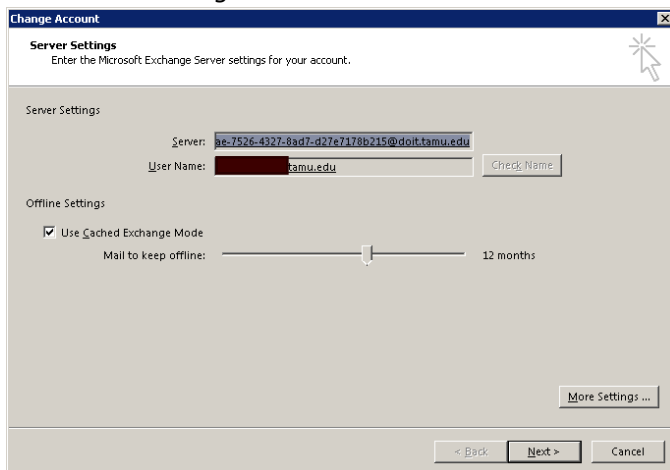 Change Account
Server Settings
Enter the Microsoft Exchange Server settings for your account.
Server Settings
Server: ae-7526-4327-8ad7-d27e7178b215@doit.tamu.edu
User Name: tamu.edu Check Name
Offline Settings
Use Cached Exchange Mode
Mail to keep offline: 12 months
More Settings ...
< Back Next > Cancel